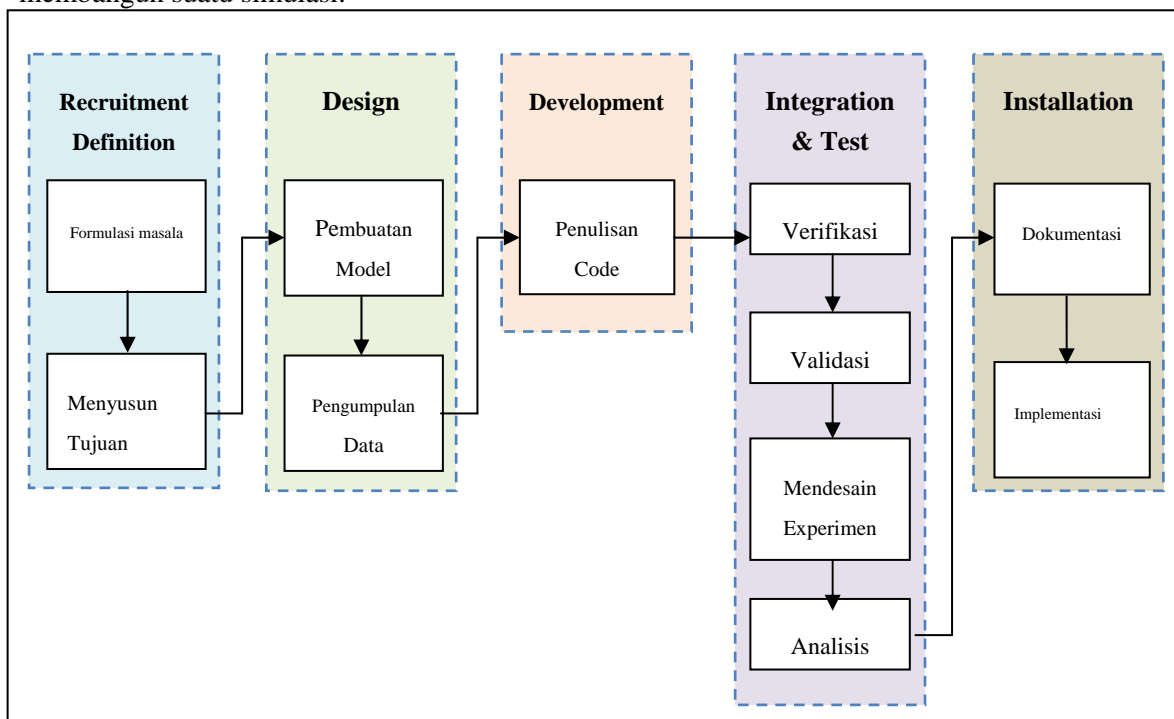 membangun suatu simulasi.
Recruitment
Definition
Formulasi masala
Menyusun
Tujuan
Design
Pembuatan
Model
Pengumpulan
Data
Development
Penulisan
Code
Integration
& Test
Verifikasi
Validasi
Mendesain
Experimen
Analisis
Installation
Dokumentasi
Implementasi